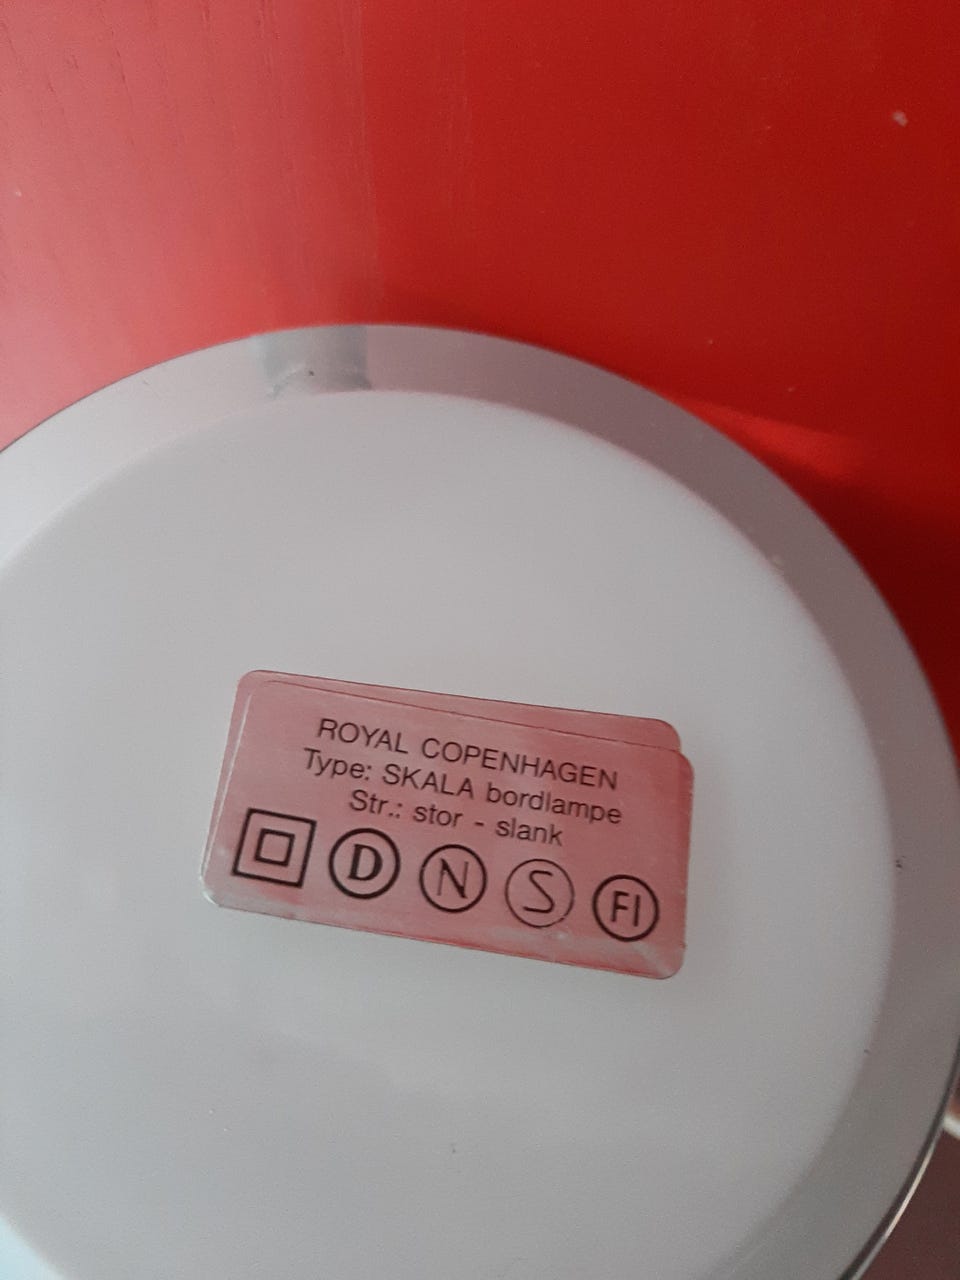 ROYAL COPENHAGEN
Type: SKALA bordlampe
Str.: stor - slank
D N S FI